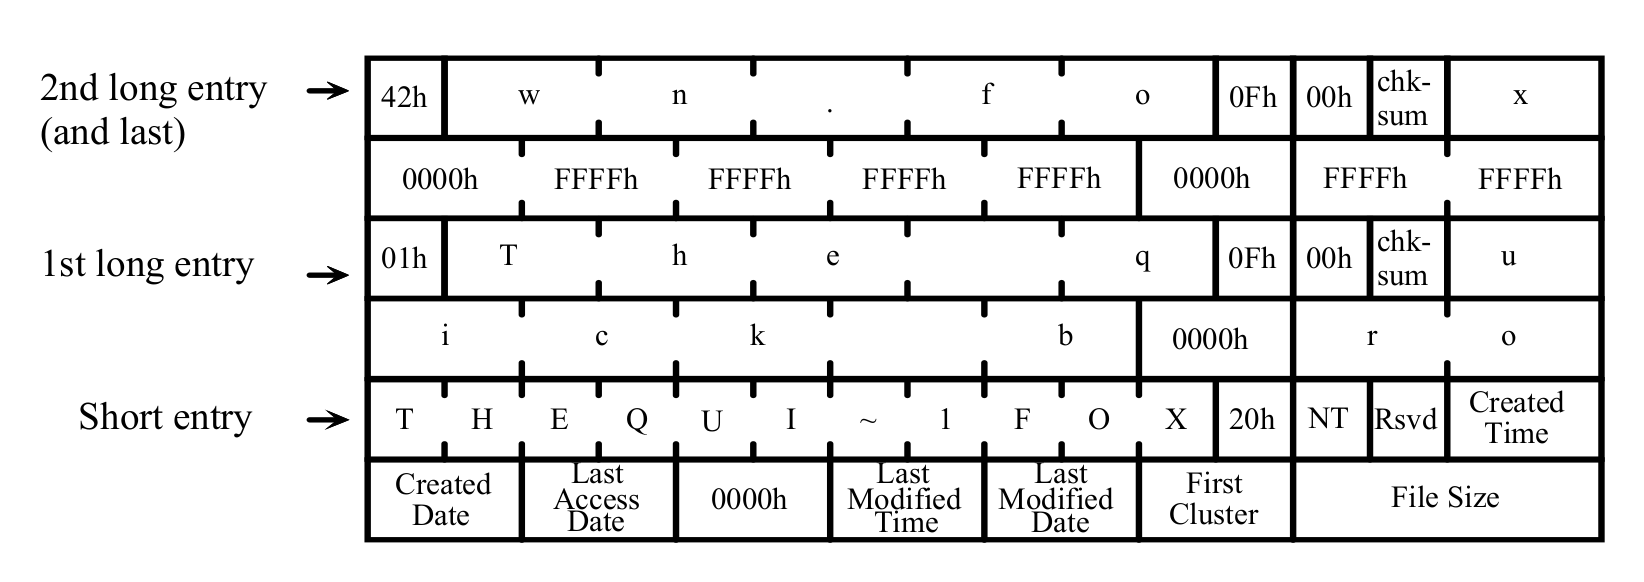 2nd long entry
(and last)
42h w n . f o 0Fh 00h chk-
sum x
0000h FFFFh FFFFh FFFFh FFFFh 0000h FFFFh FFFFh
1st long entry
01h T h e q 0Fh 00h chk-
sum u
i c k b 0000h r o
Short entry
T H E Q U I ~ 1 F O X 20h NT Rsvd Created
Time
Created
Date
Last
Access
Date
0000h
Last
Modified
Time
Last
Modified
Date
First
Cluster
File Size